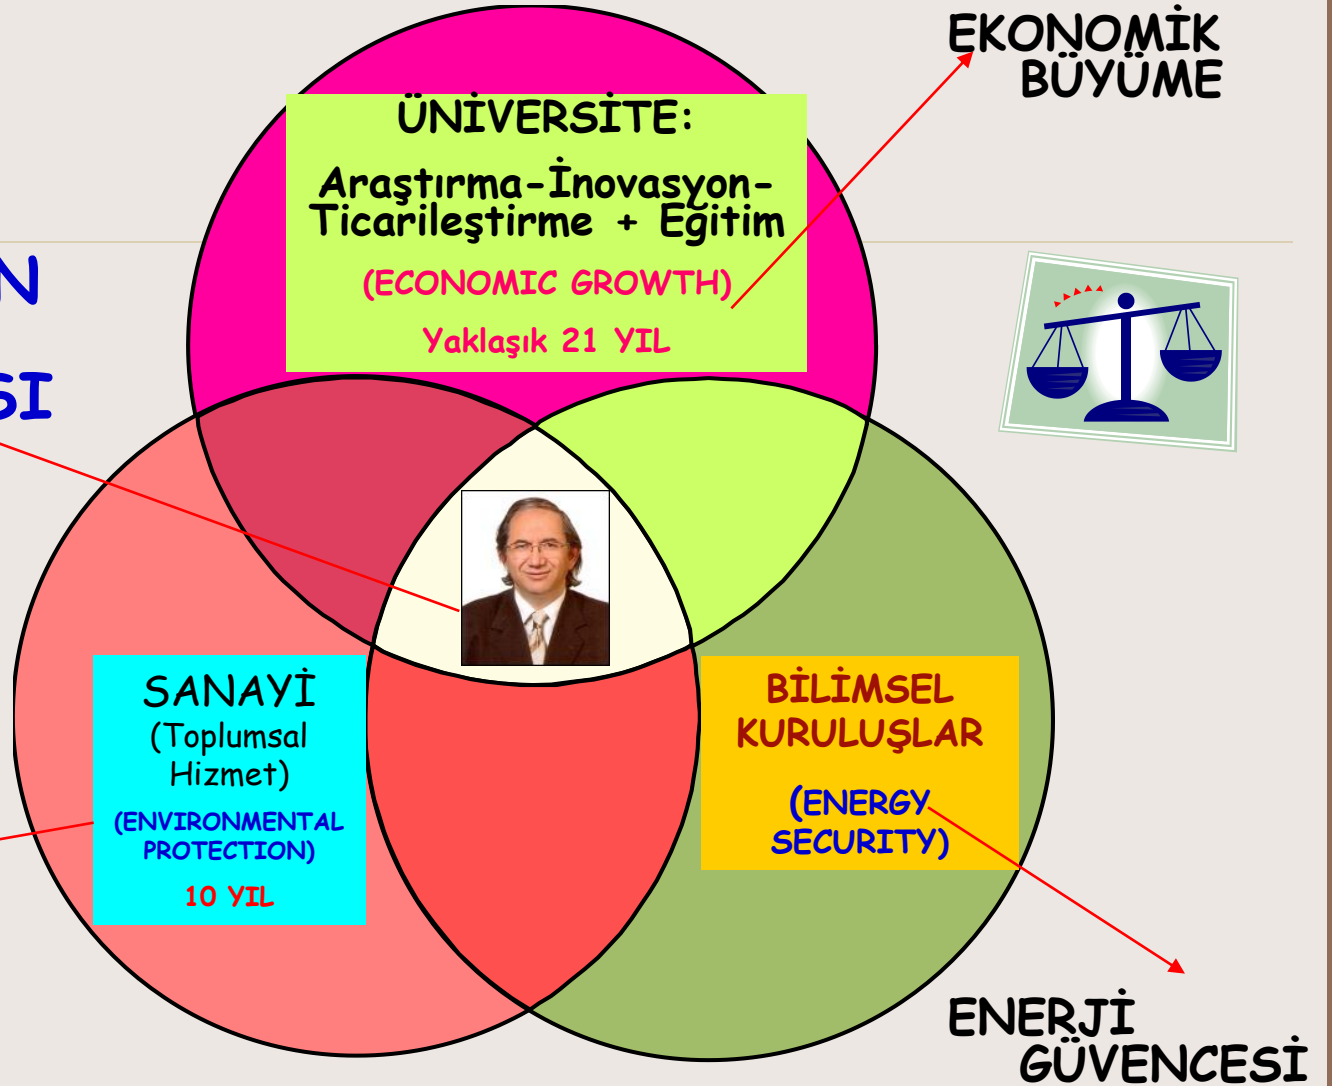 EKONOMİK
BÜYÜME
ÜNİVERSİTE:
Araştırma-İnovasyon-
Ticarileştirme + Eğitim
(ECONOMIC GROWTH)
Yaklaşık 21 YIL
N
SI
SANAYİ
(Toplumsal
Hizmet)
(ENVIRONMENTAL
PROTECTION)
10 YIL
BİLİMSEL
KURULUŞLAR
(ENERGY
SECURITY)
ENERJİ
GÜVENCESİ